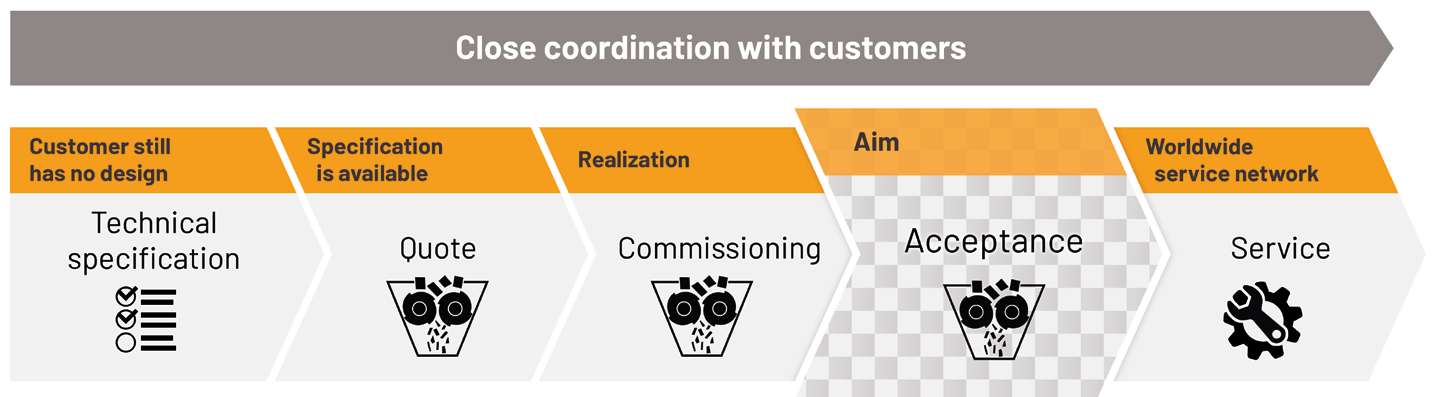 Close coordination with customers
Customer still
has no design
Technical
specification
Specification
is available
Quote
Realization
Commissioning
Aim
Acceptance
Worldwide
service network
Service